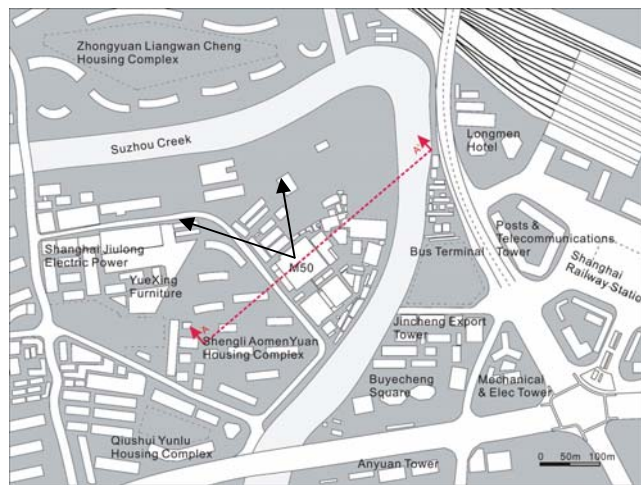 Zhongyuan Liangwan Cheng
Housing Complex
Suzhou Creek
Longmen
Hotel
A'
Posts &
Telecommunications
Tower
Shanghai
Railway Statio
Bus Terminal
M50
Shanghai Jiulong
Electric Power
YueXing
Furniture
A
Shengli AomenYuan
Housing Complex
Jincheng Export
Tower
Buyecheng
Square
Mechanical
& Elec Tower
Qiushui Yunlu
Housing Complex
Anyuan Tower
0 50m 100m